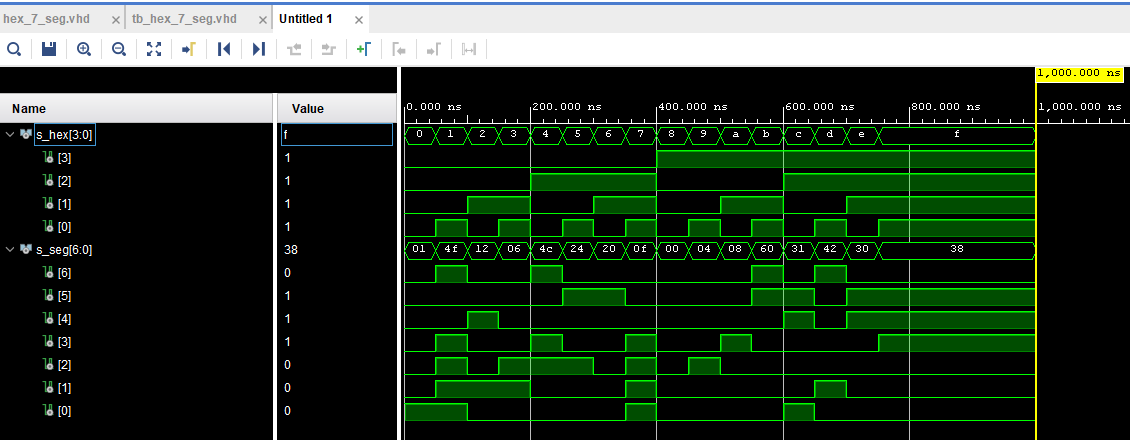 hex_7_seg.vhd × tb_hex_7_seg.vhd × Untitled 1 ×
1,000.000 ns
Name Value 0.000 ns 200.000 ns 400.000 ns 600.000 ns 800.000 ns 1,000.000 ns
s_hex[3:0] f 0 1 2 3 4 5 6 7 8 9 a b c d e f
[3] 1
[2] 1
[1] 1
[0] 1
s_seg[6:0] 38 01 4f 12 06 4c 24 20 0f 00 04 08 60 31 42 30 38
[6] 0
[5] 1
[4] 1
[3] 1
[2] 0
[1] 0
[0] 0